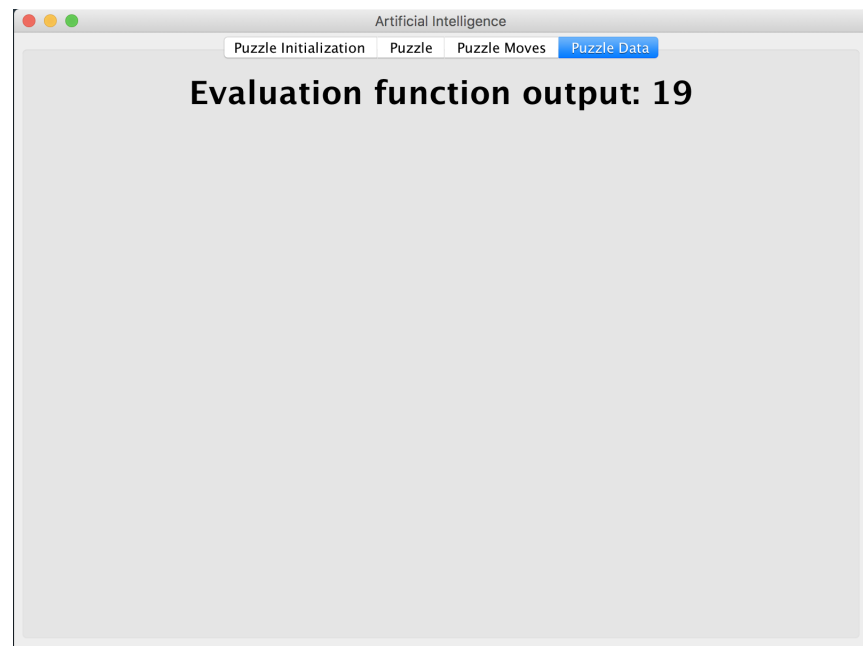 Artificial Intelligence
Puzzle Initialization Puzzle Puzzle Moves Puzzle Data
Evaluation function output: 19